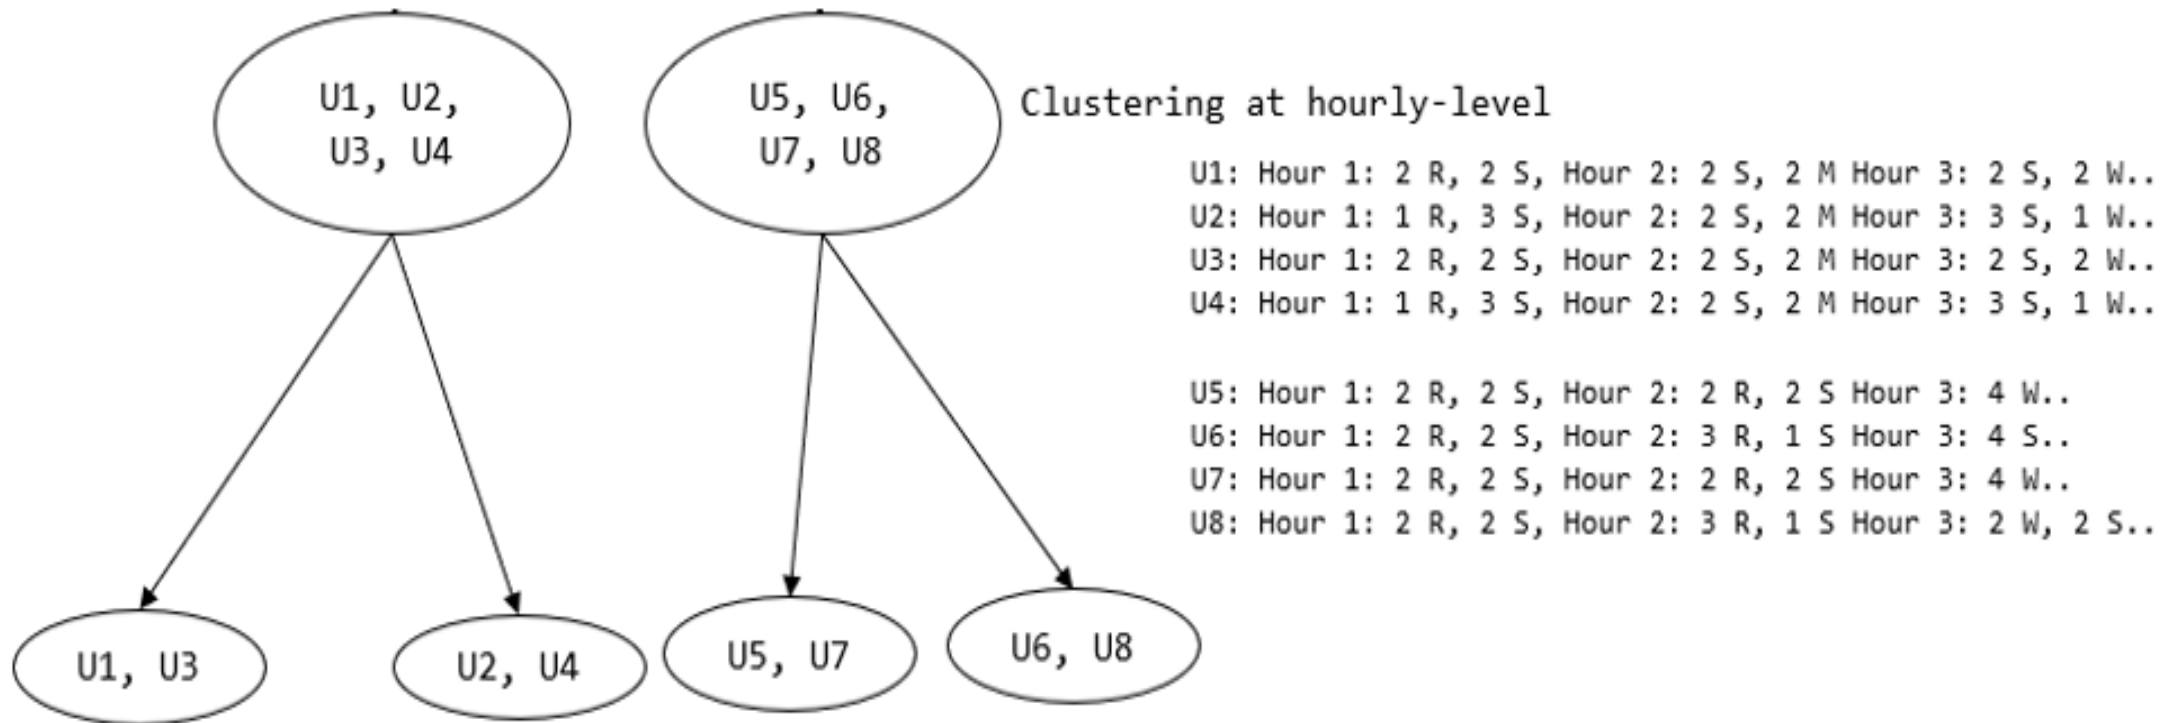 U1, U2,
U3, U4
U5, U6,
U7, U8
Clustering at hourly-level
U1: Hour 1: 2 R, 2 S, Hour 2: 2 S, 2 M Hour 3: 2 S, 2 W..
U2: Hour 1: 1 R, 3 S, Hour 2: 2 S, 2 M Hour 3: 3 S, 1 W..
U3: Hour 1: 2 R, 2 S, Hour 2: 2 S, 2 M Hour 3: 2 S, 2 W..
U4: Hour 1: 1 R, 3 S, Hour 2: 2 S, 2 M Hour 3: 3 S, 1 W..
U5: Hour 1: 2 R, 2 S, Hour 2: 2 R, 2 S Hour 3: 4 W..
U6: Hour 1: 2 R, 2 S, Hour 2: 3 R, 1 S Hour 3: 4 S..
U7: Hour 1: 2 R, 2 S, Hour 2: 2 R, 2 S Hour 3: 4 W..
U8: Hour 1: 2 R, 2 S, Hour 2: 3 R, 1 S Hour 3: 2 W, 2 S..
U1, U3
U2, U4
U5, U7
U6, U8